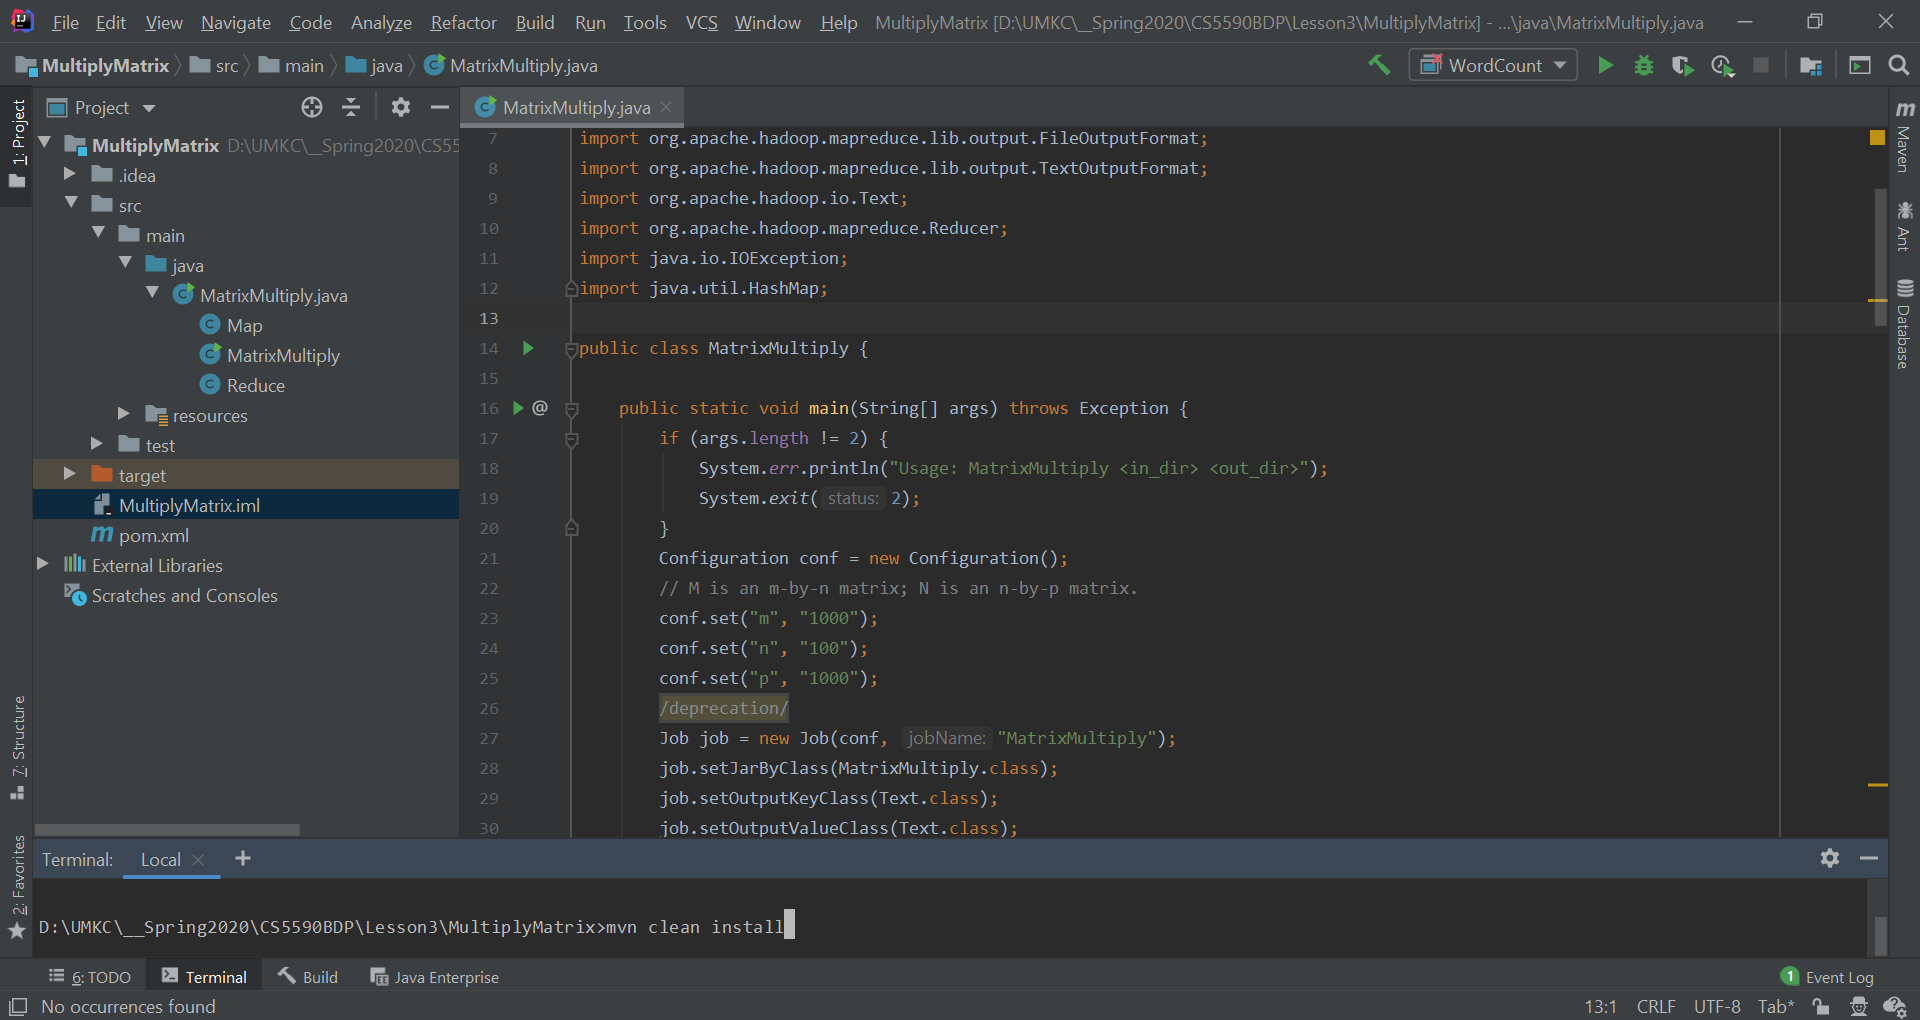 File Edit View Navigate Code Analyze Refactor Build Run Tools VCS Window Help MultiplyMatrix [D:\UMKC\__Spring2020\CS5590BDP\Lesson3\MultiplyMatrix] - ...\java\MatrixMultiply.java
MultiplyMatrix src main java MatrixMultiply.java WordCount
1: Project
7: Structure
2: Favorites
Project
MultiplyMatrix D:\UMKC\__Spring2020\CS55
.idea
src
main
java
MatrixMultiply.java
Map
MatrixMultiply
Reduce
resources
test
target
MultiplyMatrix.iml
pom.xml
External Libraries
Scratches and Consoles
MatrixMultiply.java
7 import org.apache.hadoop.mapreduce.lib.output.FileOutputFormat;
8 import org.apache.hadoop.mapreduce.lib.output.TextOutputFormat;
9 import org.apache.hadoop.io.Text;
10 import org.apache.hadoop.mapreduce.Reducer;
11 import java.io.IOException;
12 import java.util.HashMap;
13
14 public class MatrixMultiply {
15
16 @ public static void main(String[] args) throws Exception {
17 if (args.length != 2) {
18 System.err.println("Usage: MatrixMultiply <in_dir> <out_dir>");
19 System.exit( status: 2);
20 }
21 Configuration conf = new Configuration();
22 // M is an m-by-n matrix; N is an n-by-p matrix.
23 conf.set("m", "1000");
24 conf.set("n", "100");
25 conf.set("p", "1000");
26 /deprecation/
27 Job job = new Job(conf, jobName: "MatrixMultiply");
28 job.setJarByClass(MatrixMultiply.class);
29 job.setOutputKeyClass(Text.class);
30 job.setOutputValueClass(Text.class);
Maven
Ant
Database
Terminal: Local +
D:\UMKC\__Spring2020\CS5590BDP\Lesson3\MultiplyMatrix>mvn clean install
6: TODO Terminal Build Java Enterprise 1 Event Log
No occurrences found 13:1 CRLF UTF-8 Tab*